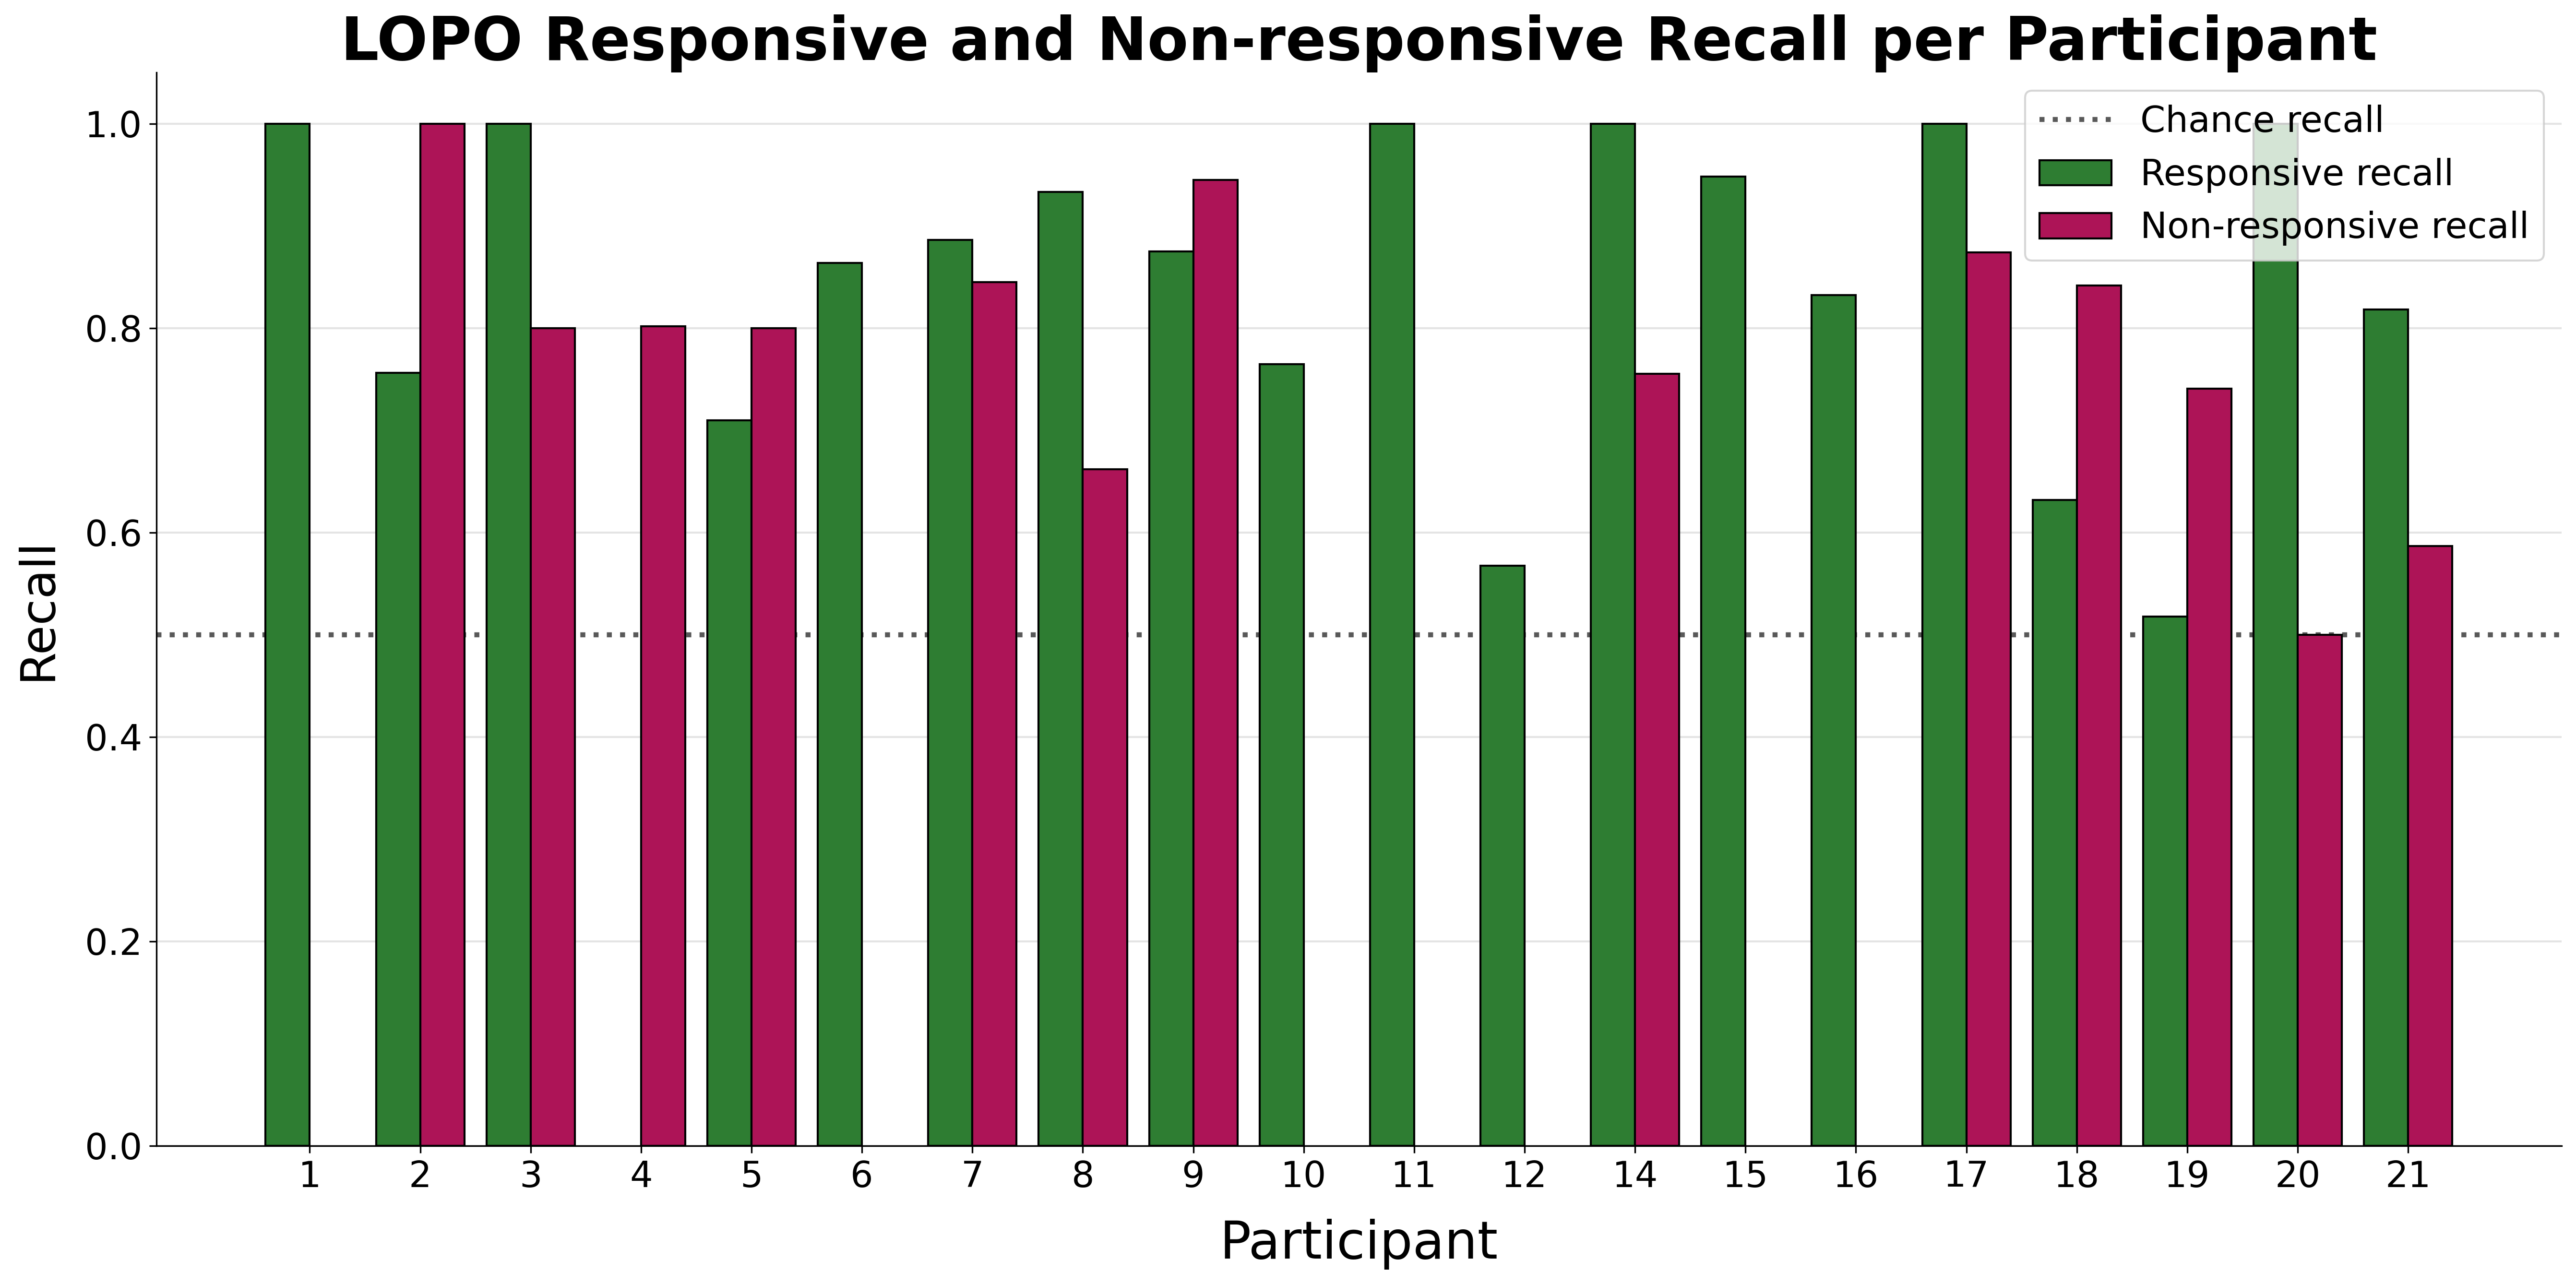 LOPO Responsive and Non-responsive Recall per Participant
Chance recall
Responsive recall
Non-responsive recall
Recall
1.0
0.8
0.6
0.4
0.2
0.0
1 2 3 4 5 6 7 8 9 10 11 12 14 15 16 17 18 19 20 21
Participant